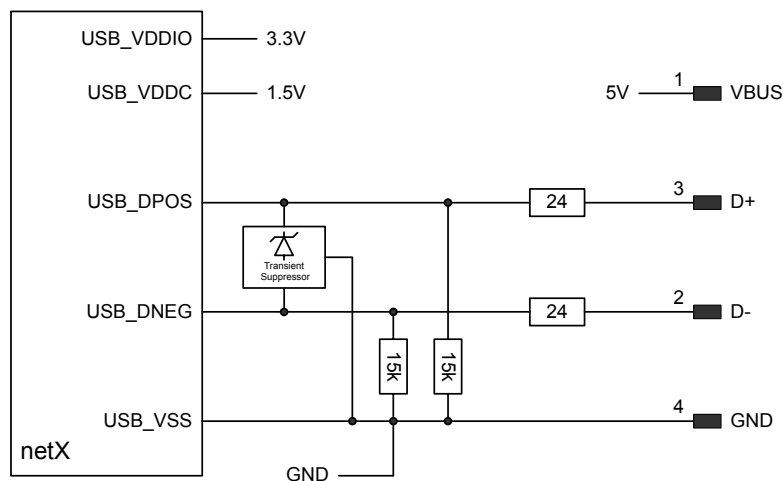 USB_VDDIO 3.3V
USB_VDDC 1.5V
5V 1 VBUS
USB_DPOS 24 3 D+
Transient
Suppressor
USB_DNEG 24 2 D-
15k 15k
USB_VSS 4 GND
netX
GND